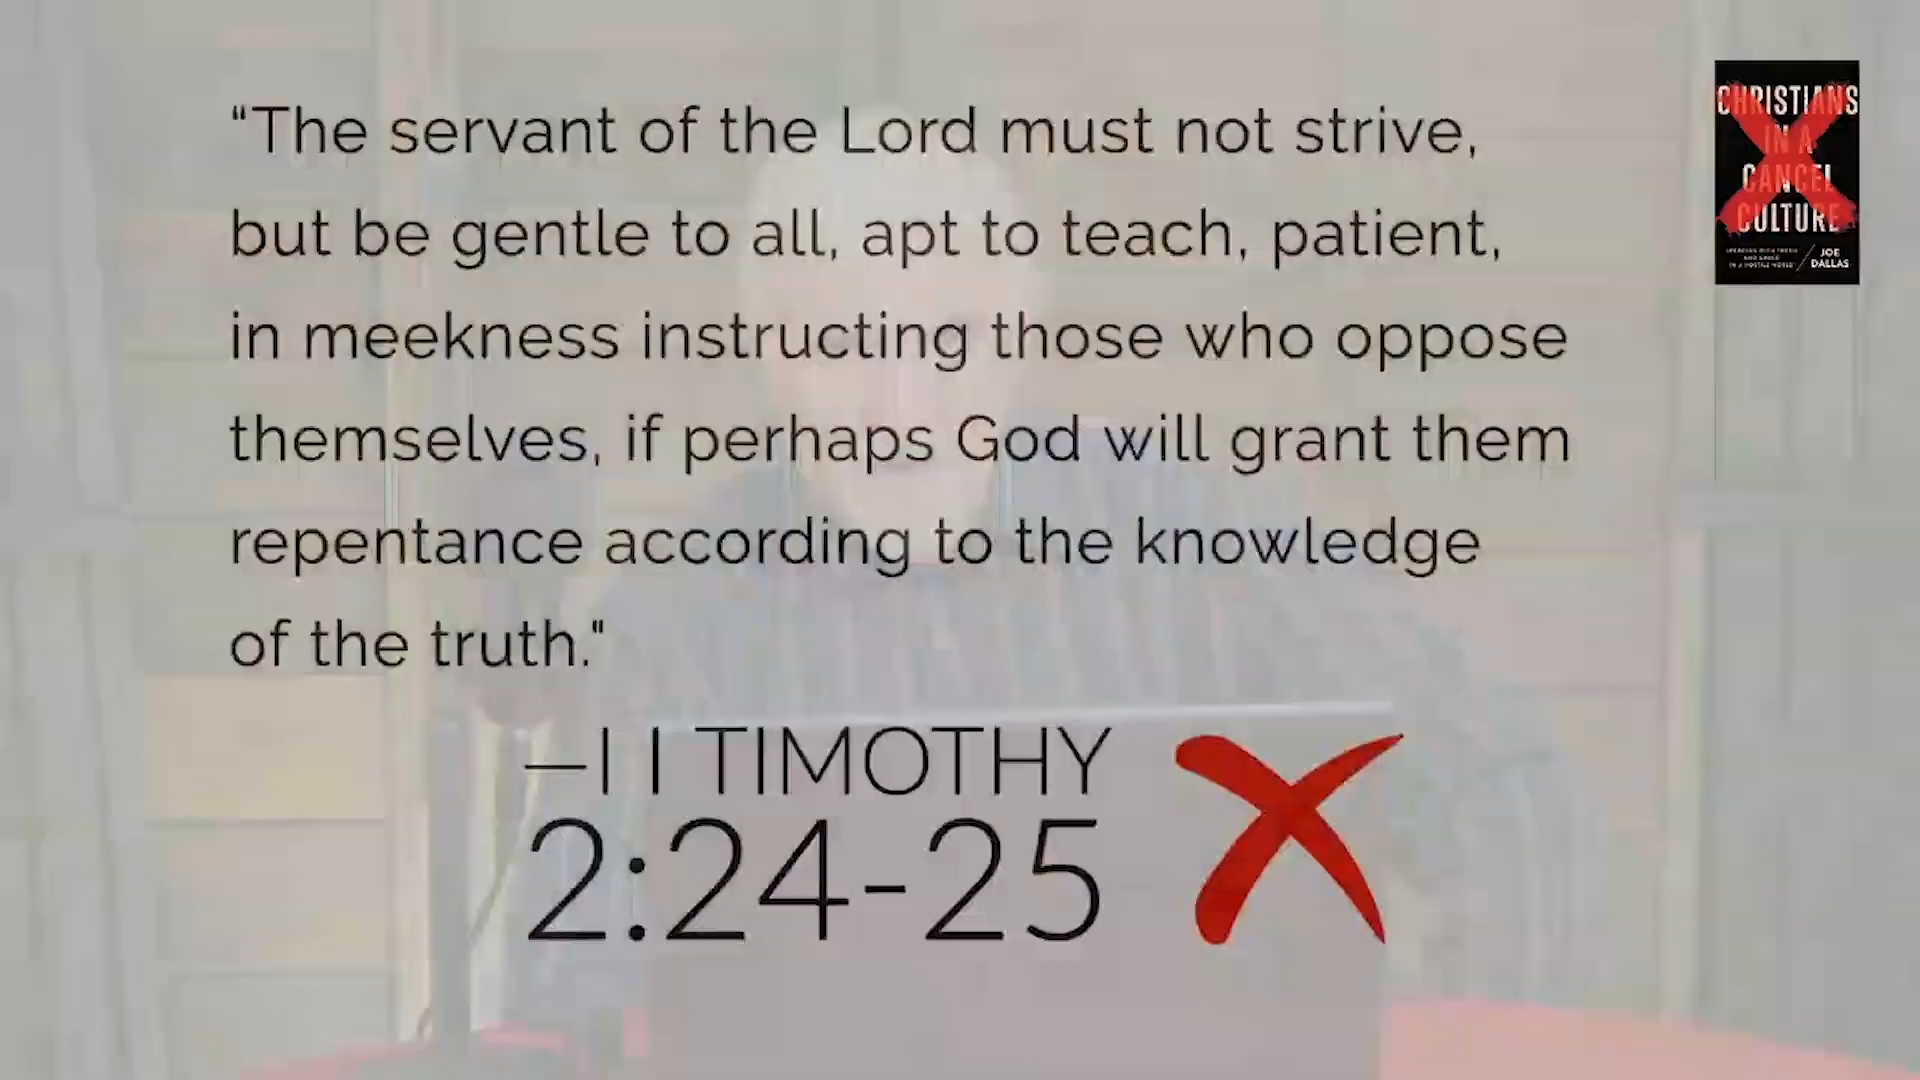 “The servant of the Lord must not strive,
but be gentle to all, apt to teach, patient,
in meekness instructing those who oppose
themselves, if perhaps God will grant them
repentance according to the knowledge
of the truth."
—I I TIMOTHY
2:24-25
CHRISTIANS
IN A
CANCEL
CULTURE
JOE
DALLAS